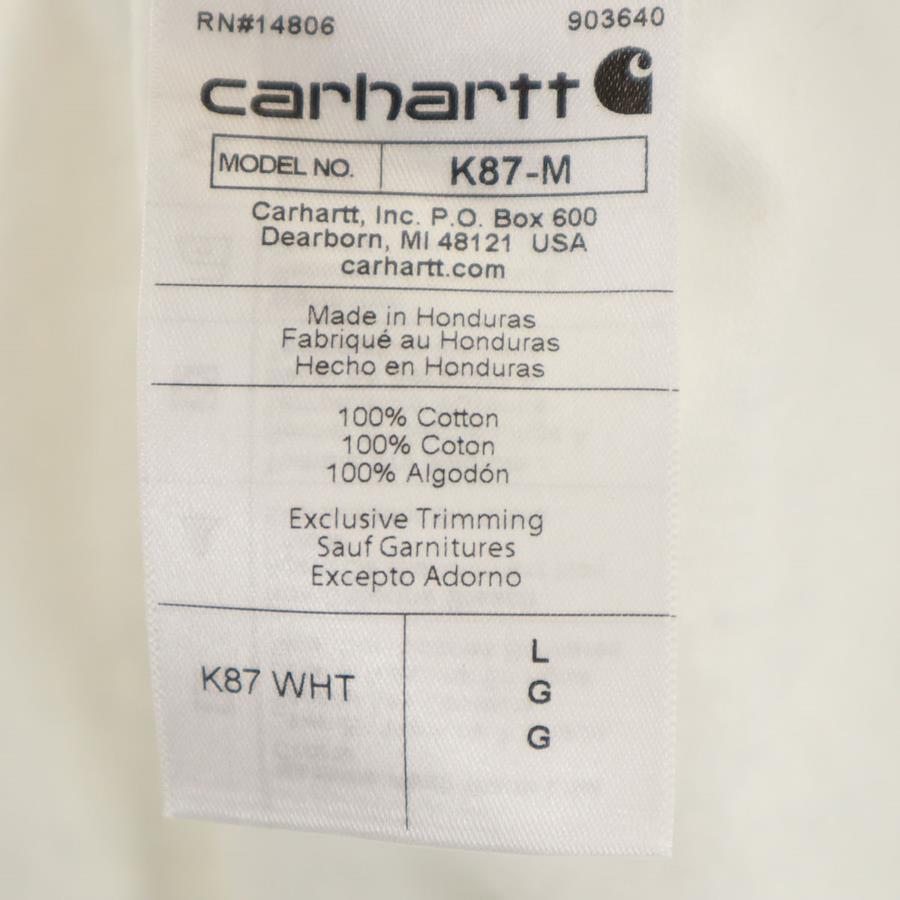 RN#14806 903640
carhartt
MODEL NO. K87-M
Carhartt, Inc. P.O. Box 600
Dearborn, MI 48121 USA
carhartt.com
Made in Honduras
Fabriqué au Honduras
Hecho en Honduras
100% Cotton
100% Coton
100% Algodón
Exclusive Trimming
Sauf Garnitures
Excepto Adorno
K87 WHT
L
G
G